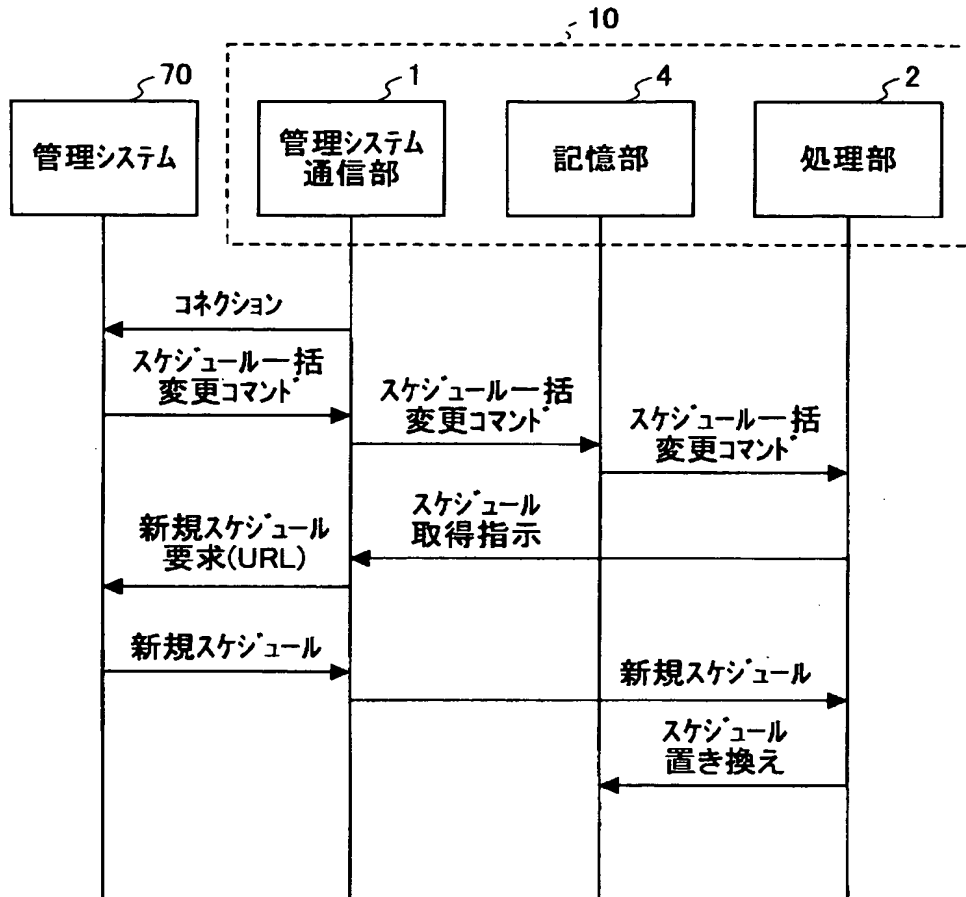 10
70
1
4
2
管理システム
管理システム
通信部
記憶部
処理部
コネクション
スケジュール一括
変更コマンド
スケジュール一括
変更コマンド
スケジュール一括
変更コマンド
スケジュール
取得指示
新規スケジュール
要求(URL)
新規スケジュール
新規スケジュール
スケジュール
置き換え